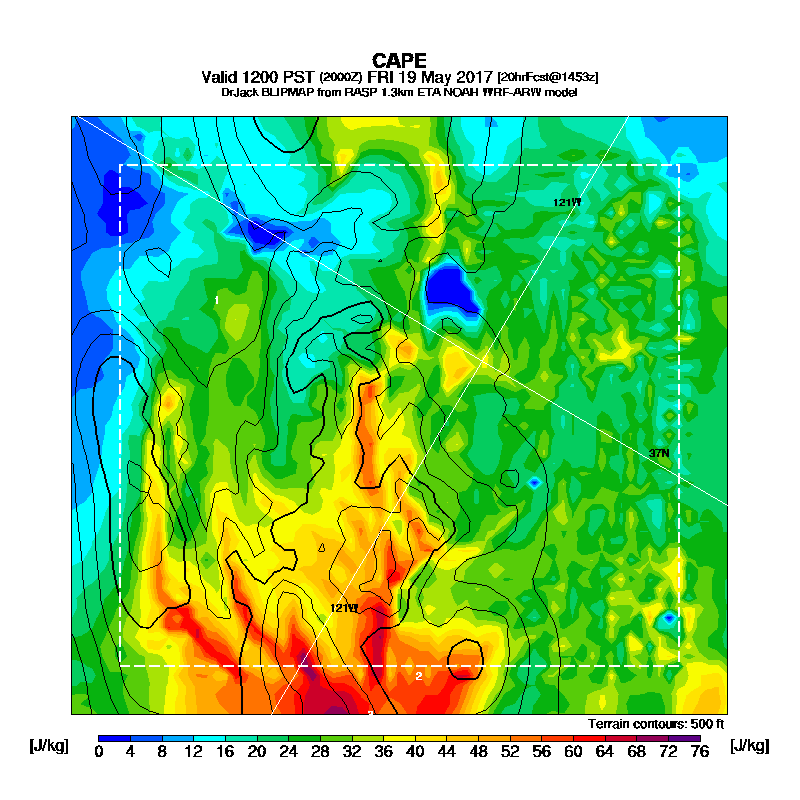 CAPE
Valid 1200 PST (2000Z) FRI 19 May 2017 [20hrFcst@1453z]
DrJack BLIPMAP from RASP 1.3km ETA NOAH WRF-ARW model
121W
1
37N
121W
2
Terrain contours: 500 ft
[J/kg] 0 4 8 12 16 20 24 28 32 36 40 44 48 52 56 60 64 68 72 76 [J/kg]